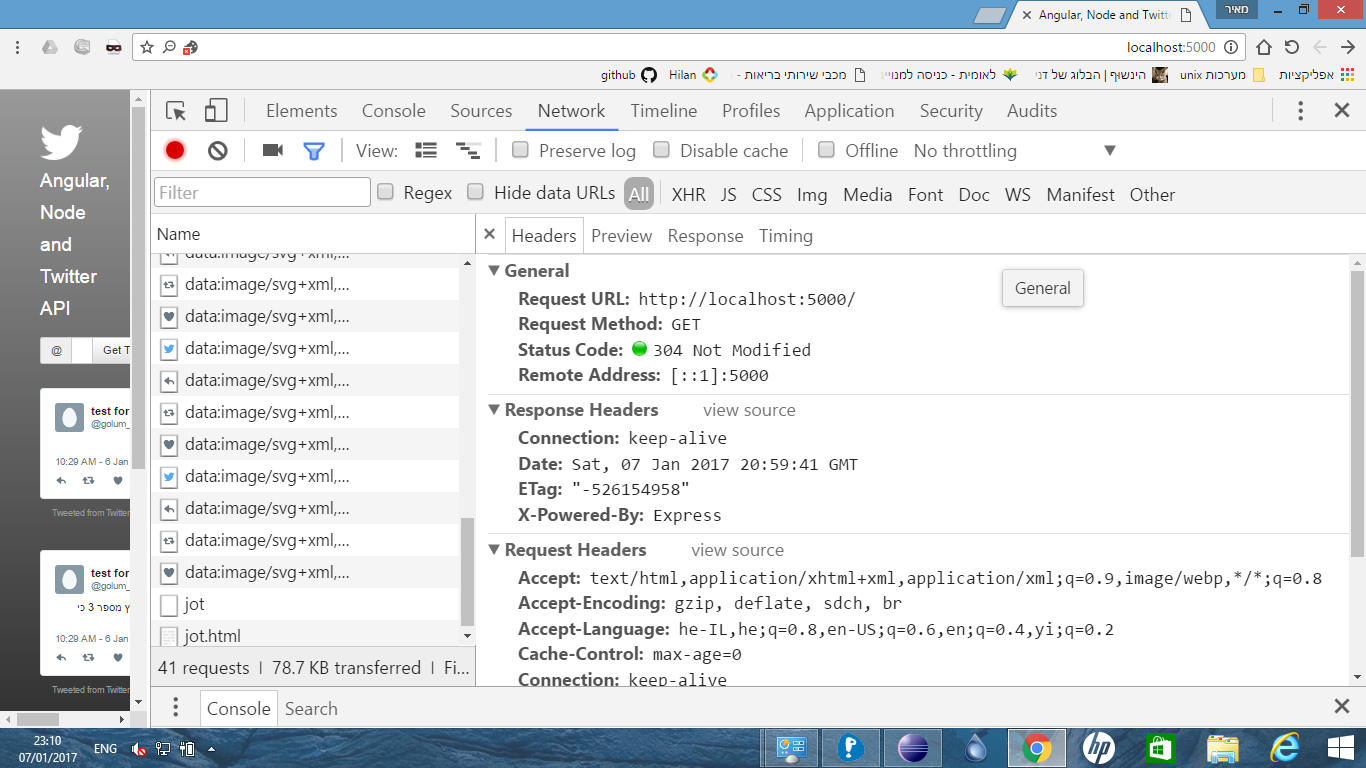 Angular, Node and Twitt
מאיר
localhost:5000
אפליקציות
מערכות unix
הינשוף | הבלוג של דני
לאומית - כניסה למנויי
מכבי שירותי בריאות -
Hilan
github
Angular,
Node
and
Twitter
API
@
Get T
test for
@golum_
10:29 AM - 6 Jan
Tweeted from Twitter
test for
@golum_
ץ מספר 3 כי
10:29 AM - 6 Jan
Tweeted from Twitter
Elements Console Sources Network Timeline Profiles Application Security Audits
View: Preserve log Disable cache Offline No throttling
Filter Regex Hide data URLs All XHR JS CSS Img Media Font Doc WS Manifest Other
Name
data:image/svg+xml,...
data:image/svg+xml,...
data:image/svg+xml,...
data:image/svg+xml,...
data:image/svg+xml,...
data:image/svg+xml,...
data:image/svg+xml,...
data:image/svg+xml,...
data:image/svg+xml,...
data:image/svg+xml,...
data:image/svg+xml,...
jot
jot.html
41 requests | 78.7 KB transferred | Fi...
Headers Preview Response Timing
General
General
Request URL: http://localhost:5000/
Request Method: GET
Status Code: 304 Not Modified
Remote Address: [::1]:5000
Response Headers view source
Connection: keep-alive
Date: Sat, 07 Jan 2017 20:59:41 GMT
ETag: "-526154958"
X-Powered-By: Express
Request Headers view source
Accept: text/html,application/xhtml+xml,application/xml;q=0.9,image/webp,*/*;q=0.8
Accept-Encoding: gzip, deflate, sdch, br
Accept-Language: he-IL,he;q=0.8,en-US;q=0.6,en;q=0.4,yi;q=0.2
Cache-Control: max-age=0
Connection: keep-alive
Console Search
23:10
07/01/2017
ENG
hp